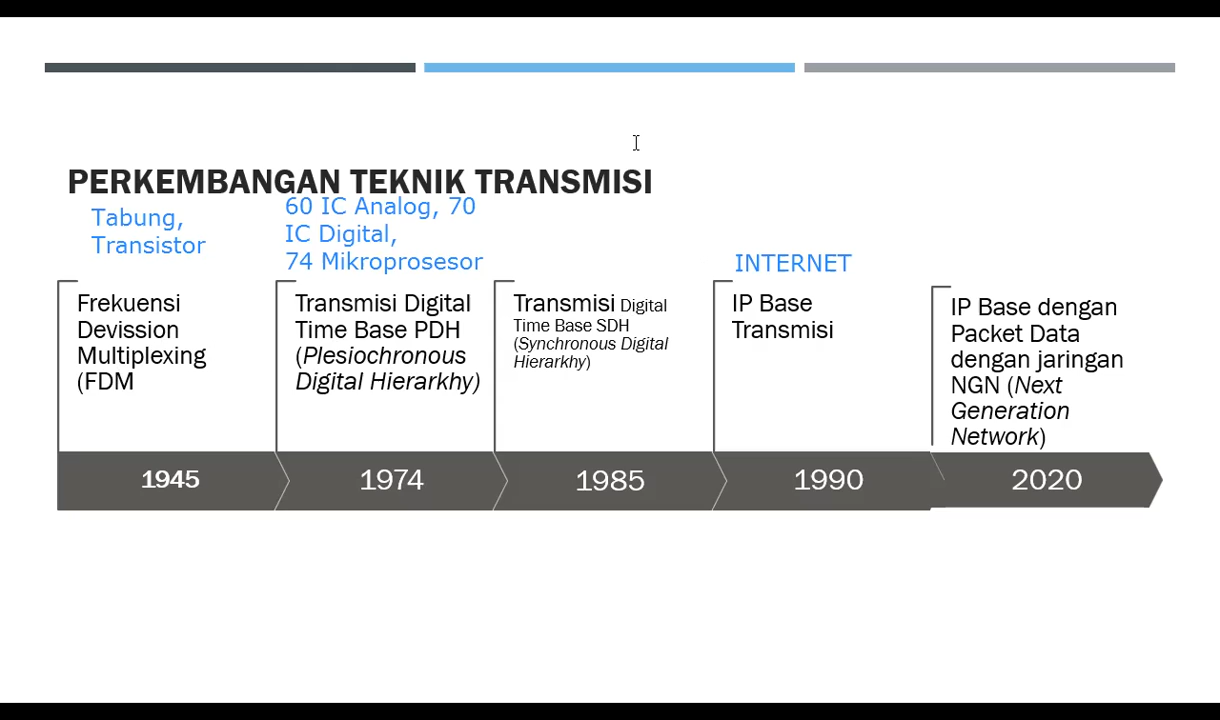 PERKEMBANGAN TEKNIK TRANSMISI
Tabung,
Transistor
60 IC Analog, 70
IC Digital,
74 Mikroprosesor
INTERNET
Frekuensi
Devission
Multiplexing
(FDM
Transmisi Digital
Time Base PDH
(Plesiochronous
Digital Hierarkhy)
Transmisi Digital
Time Base SDH
(Synchronous Digital
Hierarkhy)
IP Base
Transmisi
IP Base dengan
Packet Data
dengan jaringan
NGN (Next
Generation
Network)
1945
1974
1985
1990
2020